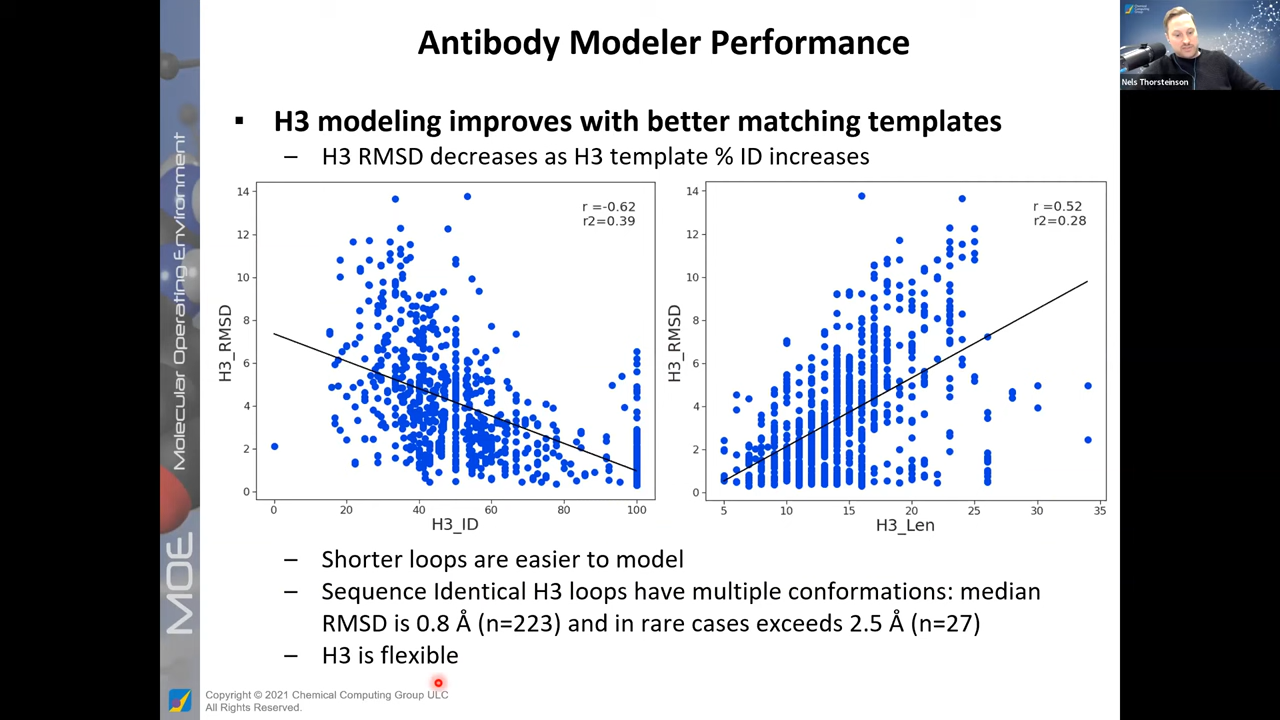 Antibody Modeler Performance
Chemical Computing Group
Nels Thorsteinson
▪ H3 modeling improves with better matching templates
– H3 RMSD decreases as H3 template % ID increases
14
12
10
8
6
4
2
0
H3_RMSD
r =-0.62
r2=0.39
0 20 40 60 80 100
H3_ID
14
12
10
8
6
4
2
0
H3_RMSD
r =0.52
r2=0.28
5 10 15 20 25 30 35
H3_Len
– Shorter loops are easier to model
– Sequence Identical H3 loops have multiple conformations: median
RMSD is 0.8 Å (n=223) and in rare cases exceeds 2.5 Å (n=27)
– H3 is flexible
MOE Molecular Operating Environment
Copyright © 2021 Chemical Computing Group ULC
All Rights Reserved.